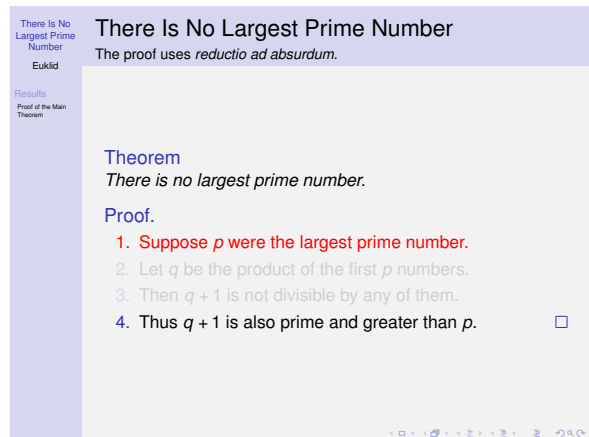 There Is No
Largest Prime
Number
Euklid
Results
Proof of the Main
Theorem
There Is No Largest Prime Number
The proof uses reductio ad absurdum.
Theorem
There is no largest prime number.
Proof.
1. Suppose p were the largest prime number.
2. Let q be the product of the first p numbers.
3. Then q + 1 is not divisible by any of them.
4. Thus q + 1 is also prime and greater than p. □